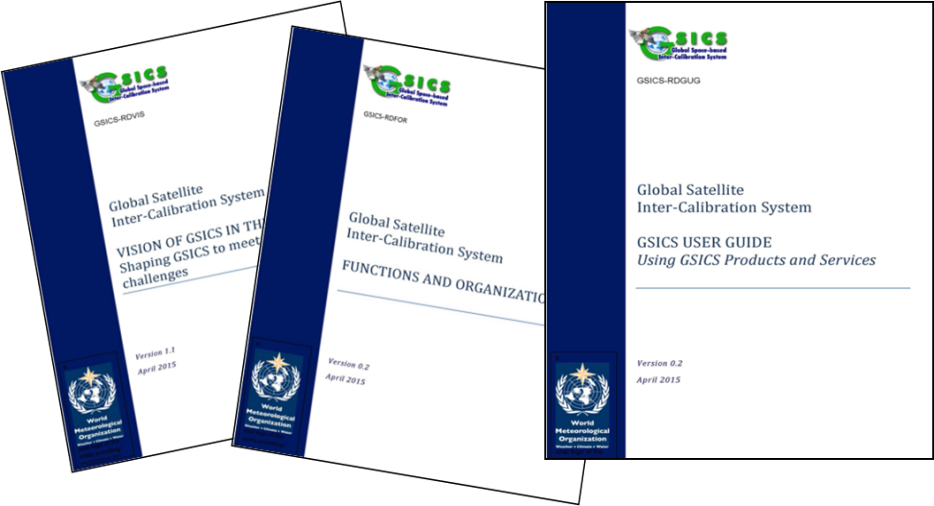 GSICS
Global Space-based
Inter-Calibration System
GSICS-RDVIS
Global Satellite
Inter-Calibration System
VISION OF GSICS IN TH
Shaping GSICS to meet
challenges
Version 1.1
April 2015
World
Meteorological
Organization
Weather • Climate • Water
GSICS
Global Space-based
Inter-Calibration System
GSICS-RDFOR
Global Satellite
Inter-Calibration System
FUNCTIONS AND ORGANIZATIO
Version 0.2
April 2015
World
Meteorological
Organization
Weather • Climate • Water
GSICS
Global Space-based
Inter-Calibration System
GSICS-RDGUG
Global Satellite
Inter-Calibration System
GSICS USER GUIDE
Using GSICS Products and Services
Version 0.2
April 2015
World
Meteorological
Organization
Weather • Climate • Water